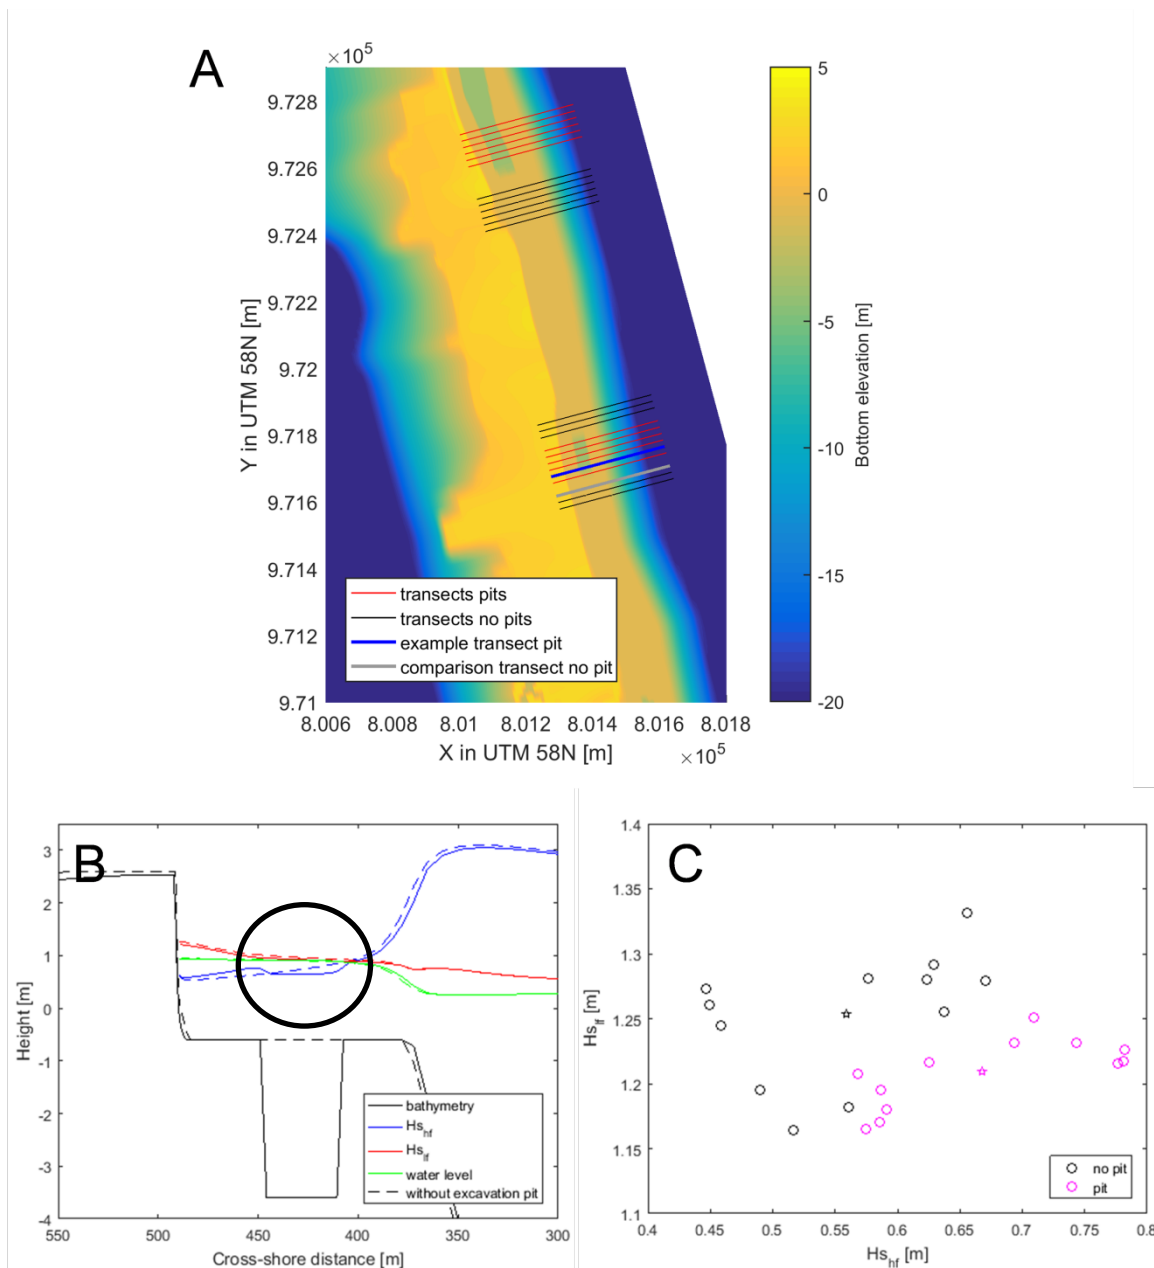 A
×10⁵
9.728
9.726
9.724
9.722
9.72
9.718
9.716
9.714
9.712
9.71
Y in UTM 58N [m]
8.006 8.008 8.01 8.012 8.014 8.016 8.018
X in UTM 58N [m]
×10⁵
transects pits
transects no pits
example transect pit
comparison transect no pit
5
0
-5
-10
-15
-20
Bottom elevation [m]
B
3
2
1
0
-1
-2
-3
-4
Height [m]
550 500 450 400 350 300
Cross-shore distance [m]
bathymetry
Hs_hf
Hs_lf
water level
without excavation pit
C
1.4
1.35
1.3
1.25
1.2
1.15
1.1
Hs_lf [m]
0.4 0.45 0.5 0.55 0.6 0.65 0.7 0.75 0.8
Hs_hf [m]
no pit
pit